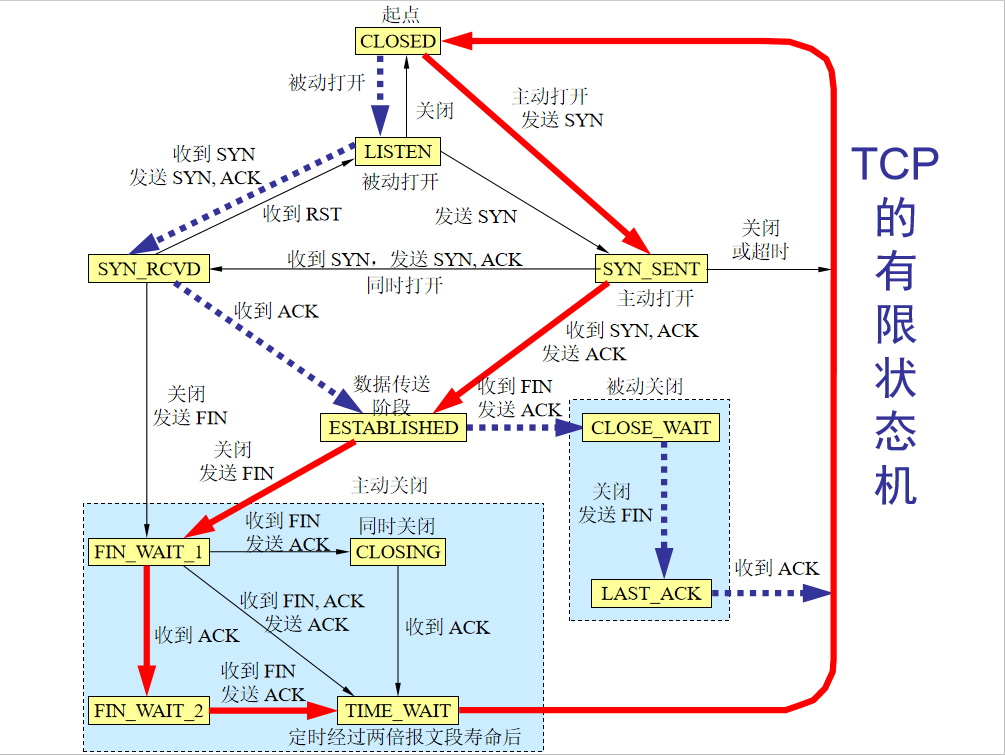 起点
CLOSED
被动打开
关闭
主动打开
发送 SYN
LISTEN
被动打开
收到 SYN
发送 SYN, ACK
收到 RST
发送 SYN
关闭
或超时
SYN_RCVD
收到 SYN，发送 SYN, ACK
同时打开
SYN_SENT
主动打开
收到 ACK
收到 SYN, ACK
发送 ACK
数据传送
阶段
ESTABLISHED
收到 FIN
发送 ACK
被动关闭
CLOSE_WAIT
关闭
发送 FIN
关闭
发送 FIN
主动关闭
关闭
发送 FIN
FIN_WAIT_1
收到 FIN
发送 ACK
同时关闭
CLOSING
LAST_ACK
收到 ACK
收到 FIN, ACK
发送 ACK
收到 ACK
收到 ACK
收到 FIN
发送 ACK
FIN_WAIT_2
TIME_WAIT
定时经过两倍报文段寿命后
TCP
的
有
限
状
态
机